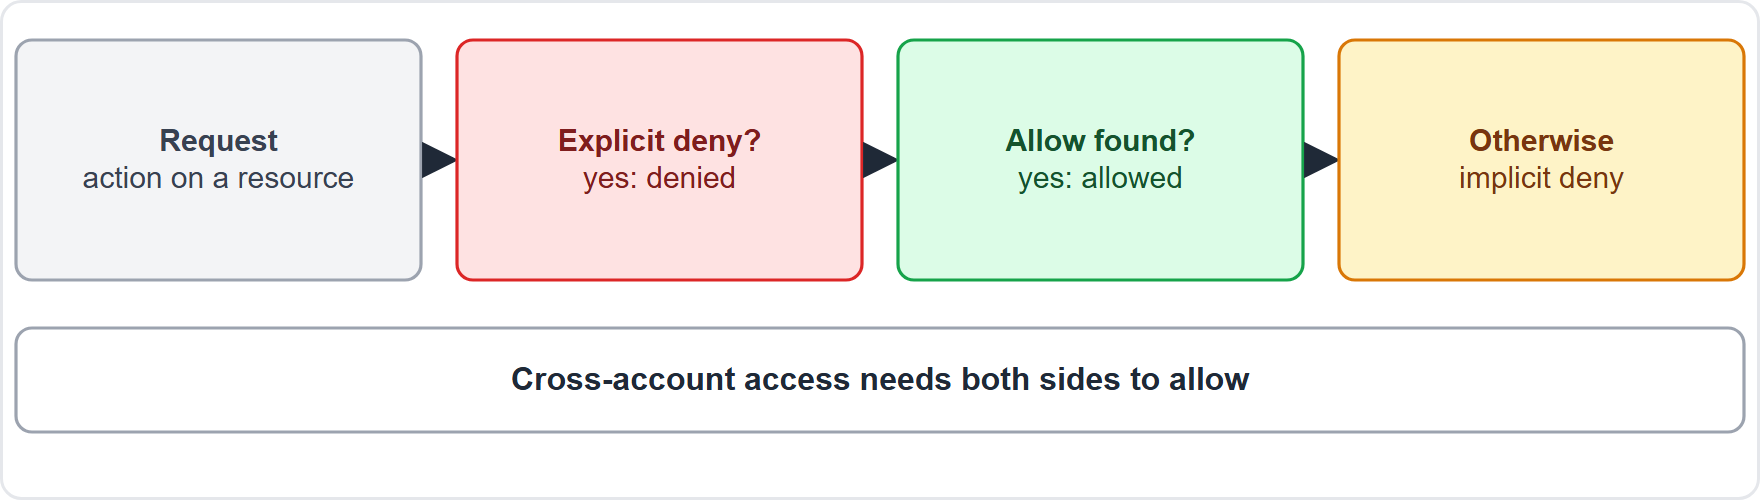 Request
action on a resource
Explicit deny?
yes: denied
Allow found?
yes: allowed
Otherwise
implicit deny
Cross-account access needs both sides to allow